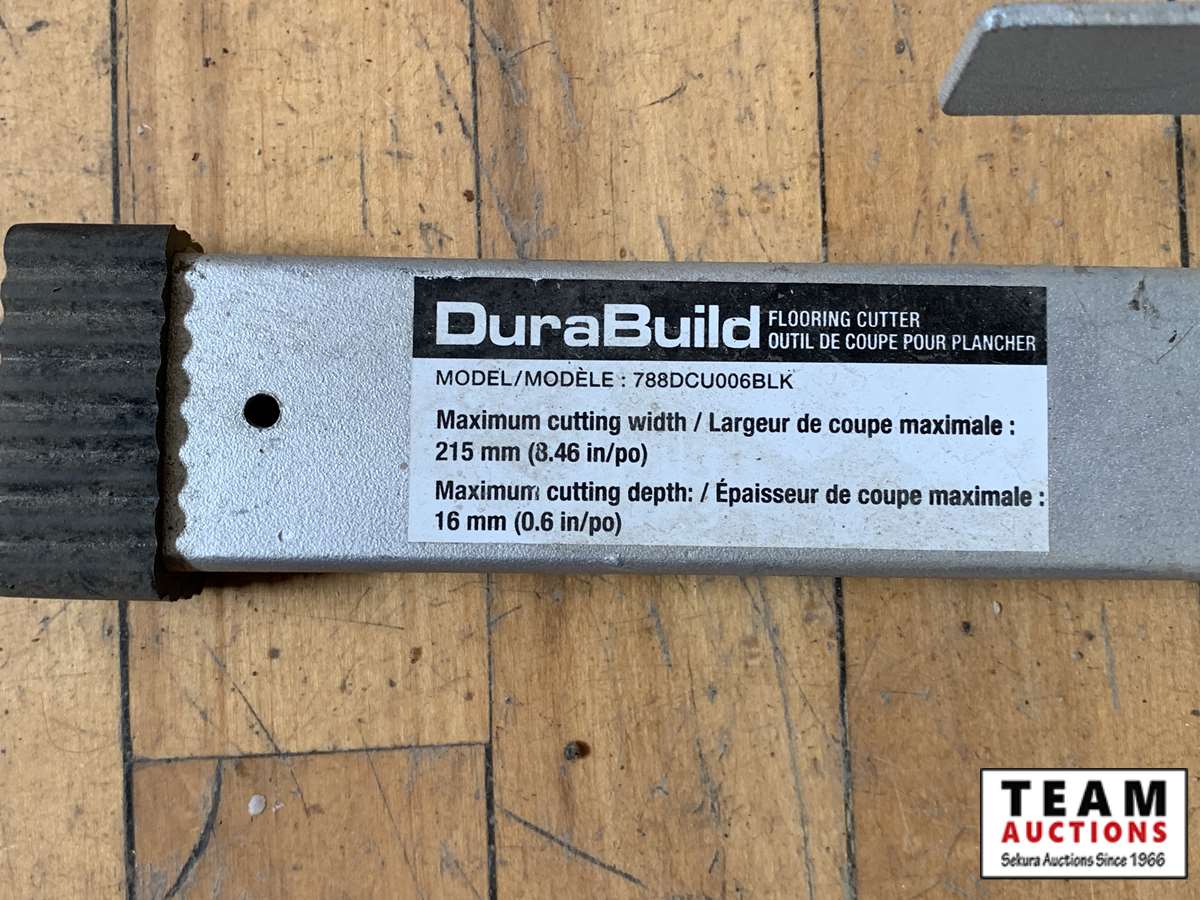 DuraBuild FLOORING CUTTER
OUTIL DE COUPE POUR PLANCHER
MODEL/MODÈLE : 788DCU006BLK
Maximum cutting width / Largeur de coupe maximale :
215 mm (8.46 in/po)
Maximum cutting depth: / Épaisseur de coupe maximale :
16 mm (0.6 in/po)
TEAM
AUCTIONS
Sekura Auctions Since 1966